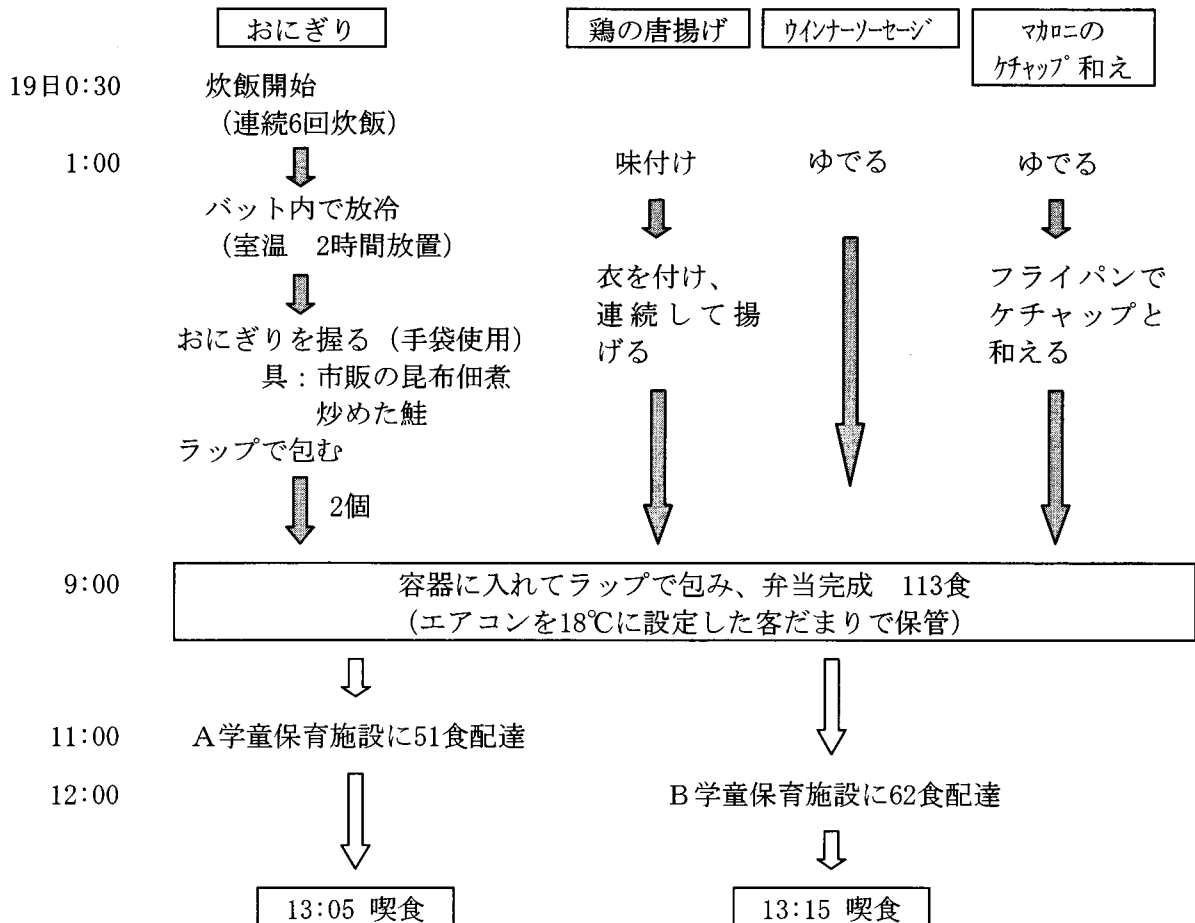 おにぎり 鶏の唐揚げ ウインナーソーセージ マカロニの
ケチャップ和え
19日0:30 炊飯開始
（連続6回炊飯）
1:00 味付け ゆでる ゆでる
バット内で放冷
（室温 2時間放置）
衣を付け、
連続して揚
げる
フライパンで
ケチャップと
和える
おにぎりを握る（手袋使用）
具：市販の昆布佃煮
炒めた鮭
ラップで包む
2個
9:00 容器に入れてラップで包み、弁当完成 113食
（エアコンを18℃に設定した客だまりで保管）
11:00 A学童保育施設に51食配達
12:00 B学童保育施設に62食配達
13:05 喫食 13:15 喫食